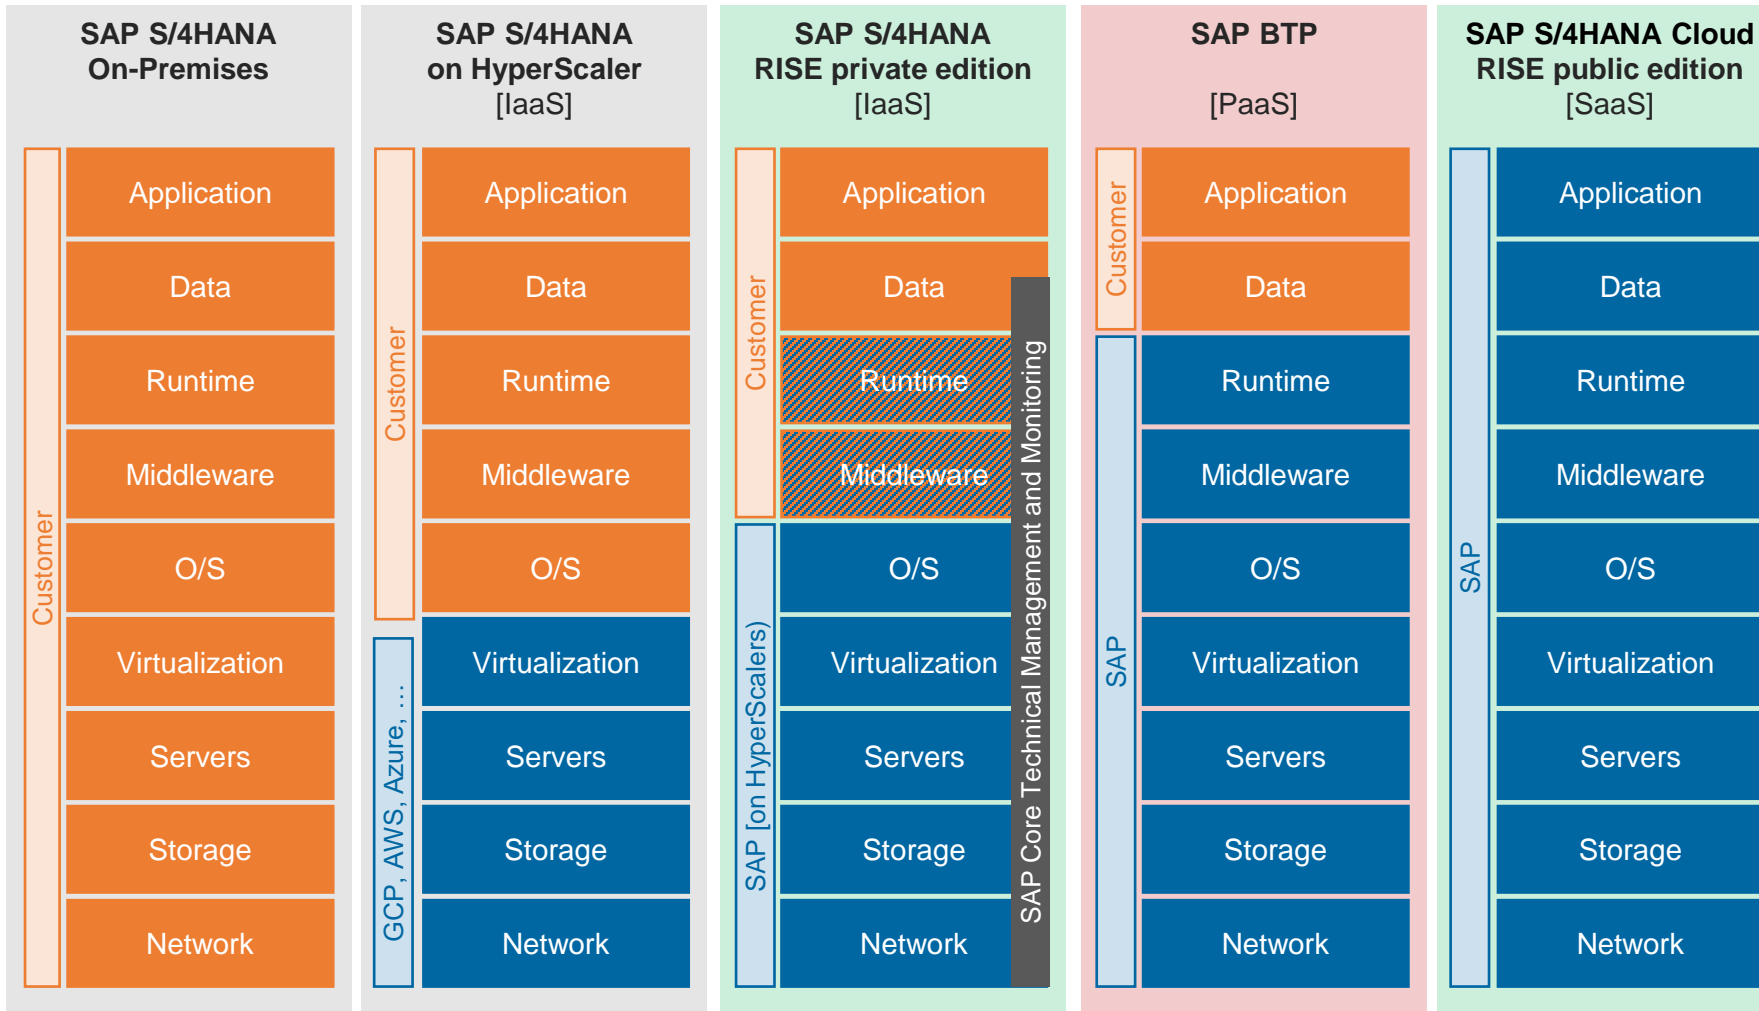 SAP S/4HANA
On-Premises
Customer
Application
Data
Runtime
Middleware
O/S
Virtualization
Servers
Storage
Network
SAP S/4HANA
on HyperScaler
[IaaS]
Customer
GCP, AWS, Azure, …
Application
Data
Runtime
Middleware
O/S
Virtualization
Servers
Storage
Network
SAP S/4HANA
RISE private edition
[IaaS]
Customer
SAP [on HyperScalers)
Application
Data
Runtime
Middleware
O/S
Virtualization
Servers
Storage
Network
SAP Core Technical Management and Monitoring
SAP BTP
[PaaS]
Customer
SAP
Application
Data
Runtime
Middleware
O/S
Virtualization
Servers
Storage
Network
SAP S/4HANA Cloud
RISE public edition
[SaaS]
SAP
Application
Data
Runtime
Middleware
O/S
Virtualization
Servers
Storage
Network